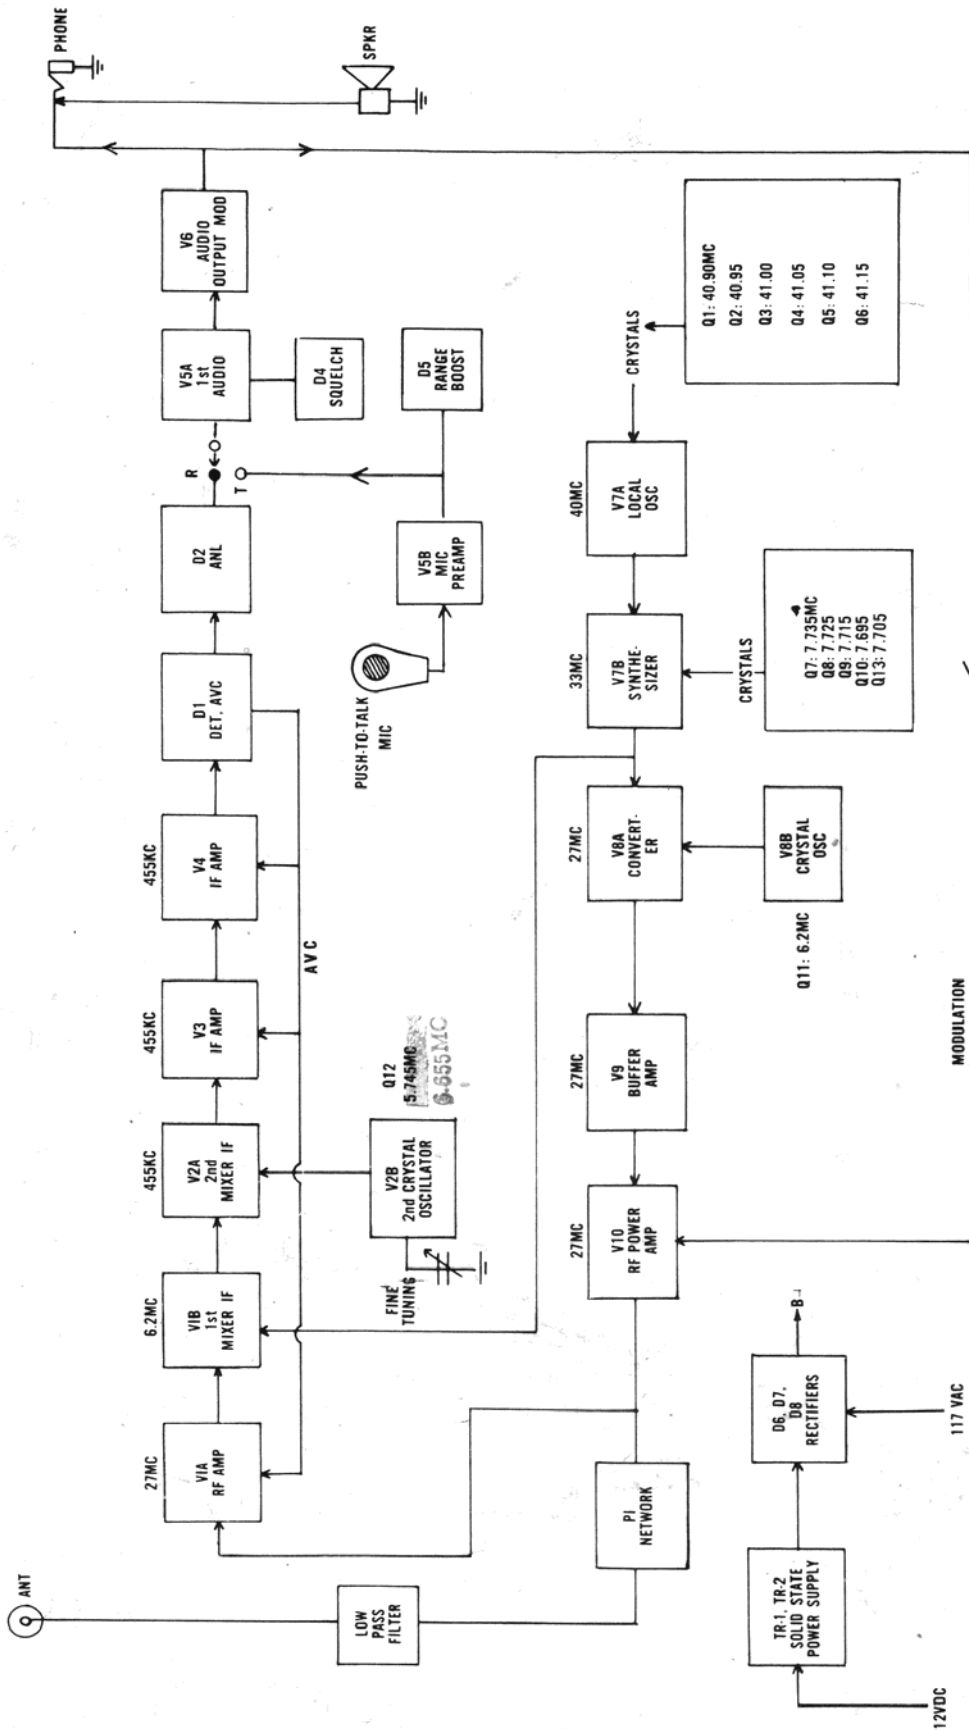 ANT
27MC
V1A
RF AMP
6.2MC
V1B
1st
MIXER IF
455KC
V2A
2nd
MIXER IF
455KC
V3
IF AMP
455KC
V4
IF AMP
D1
DET, AVC
D2
ANL
R
T
V5A
1st
AUDIO
V6
AUDIO
OUTPUT MOD
PHONE
SPKR
AVC
D4
SQUELCH
D5
RANGE
BOOST
V5B
MIC
PREAMP
PUSH-TO-TALK
MIC
FINE
TUNING
V2B
2nd CRYSTAL
OSCILLATOR
Q12
5.745MC
6.655MC
LOW
PASS
FILTER
PI
NETWORK
27MC
V10
RF POWER
AMP
27MC
V9
BUFFER
AMP
27MC
V8A
CONVERT-
ER
33MC
V7B
SYNTHE-
SIZER
40MC
V7A
LOCAL
OSC
CRYSTALS
Q1: 40.90MC
Q2: 40.95
Q3: 41.00
Q4: 41.05
Q5: 41.10
Q6: 41.15
CRYSTALS
Q7: 7.735MC
Q8: 7.725
Q9: 7.715
Q10: 7.695
Q13: 7.705
V8B
CRYSTAL
OSC
Q11: 6.2MC
MODULATION
12VDC
TR-1, TR-2
SOLID STATE
POWER SUPPLY
D6, D7,
D8
RECTIFIERS
117 VAC
B+